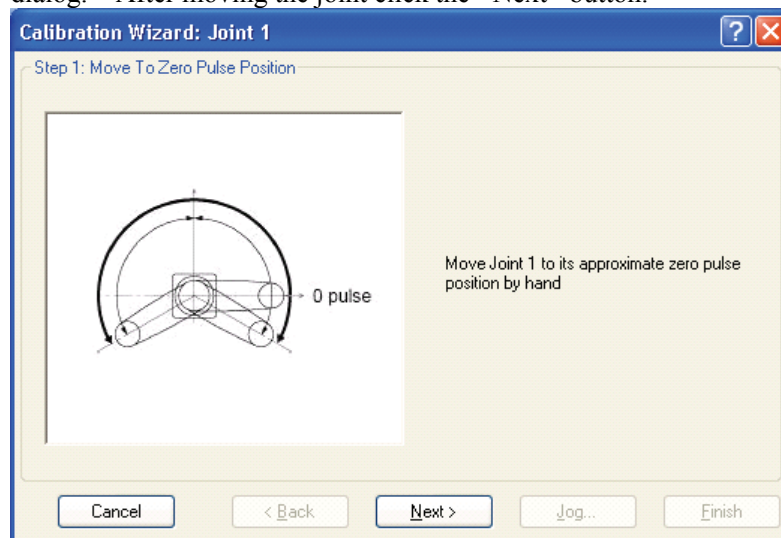 dialog. After moving the joint click the "Next" button.
Calibration Wizard: Joint 1
Step 1: Move To Zero Pulse Position
0 pulse
Move Joint 1 to its approximate zero pulse
position by hand
Cancel
< Back
Next >
Jog...
Finish